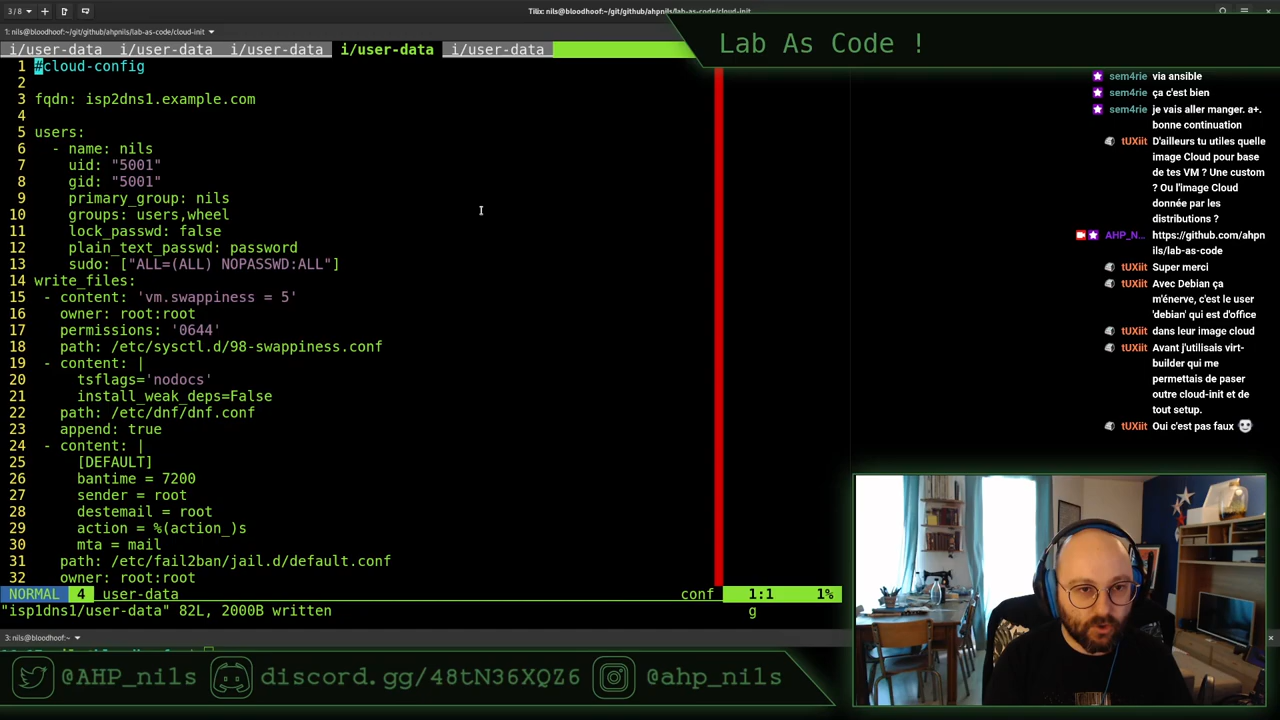 3 / 8
Tilix: nils@bloodhoof:~/git/github/ahpnils/lab-as-code/cloud-init
1: nils@bloodhoof:~/git/github/ahpnils/lab-as-code/cloud-init
i/user-data i/user-data i/user-data i/user-data i/user-data
Lab As Code !
1 #cloud-config
2
3 fqdn: isp2dns1.example.com
4
5 users:
6   - name: nils
7     uid: "5001"
8     gid: "5001"
9     primary_group: nils
10     groups: users,wheel
11     lock_passwd: false
12     plain_text_passwd: password
13     sudo: ["ALL=(ALL) NOPASSWD:ALL"]
14 write_files:
15  - content: 'vm.swappiness = 5'
16    owner: root:root
17    permissions: '0644'
18    path: /etc/sysctl.d/98-swappiness.conf
19  - content: |
20      tsflags='nodocs'
21      install_weak_deps=False
22    path: /etc/dnf/dnf.conf
23    append: true
24  - content: |
25      [DEFAULT]
26      bantime = 7200
27      sender = root
28      destemail = root
29      action = %(action_)s
30      mta = mail
31    path: /etc/fail2ban/jail.d/default.conf
32    owner: root:root
NORMAL 4 user-data conf 1:1 1%
"isp1dns1/user-data" 82L, 2000B written
g
3: nils@bloodhoof:~
sem4rie via ansible
sem4rie ça c'est bien
sem4rie je vais aller manger. a+.
bonne continuation
tUXiit D'ailleurs tu utiles quelle
image Cloud pour base
de tes VM ? Une custom
? Ou l'image Cloud
donnée par les
distributions ?
AHP_N... https://github.com/ahpn
ils/lab-as-code
tUXiit Super merci
tUXiit Avec Debian ça
m'énerve, c'est le user
'debian' qui est d'office
tUXiit dans leur image cloud
tUXiit Avant j'utilisais virt-
builder qui me
permettais de paser
outre cloud-init et de
tout setup.
tUXiit Oui c'est pas faux
@AHP_nils discord.gg/48tN36XQZ6 @ahp_nils